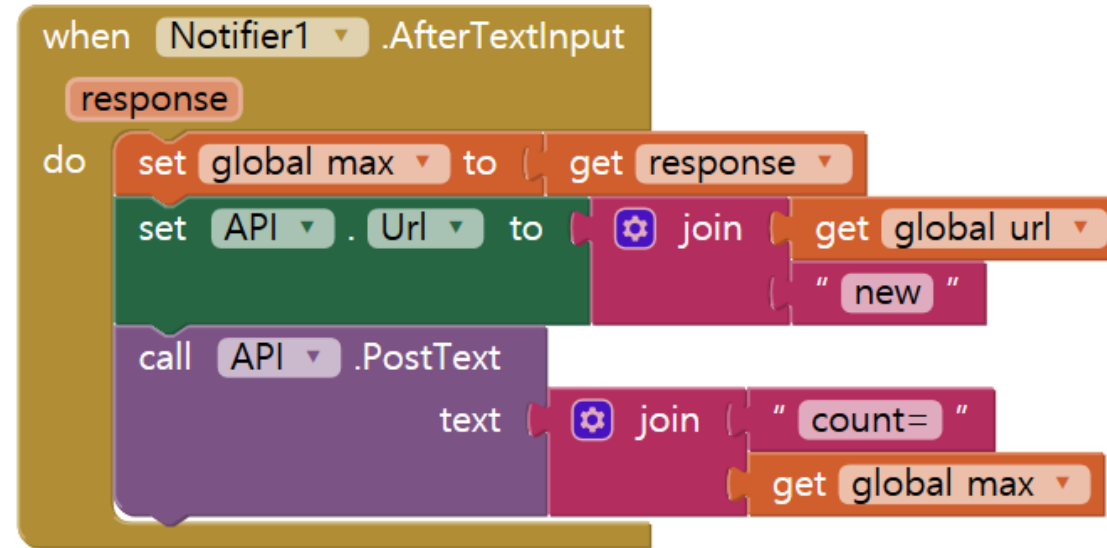 when Notifier1 .AfterTextInput
response
do set global max to get response
set API . Url to join get global url
" new "
call API .PostText
text join " count= "
get global max